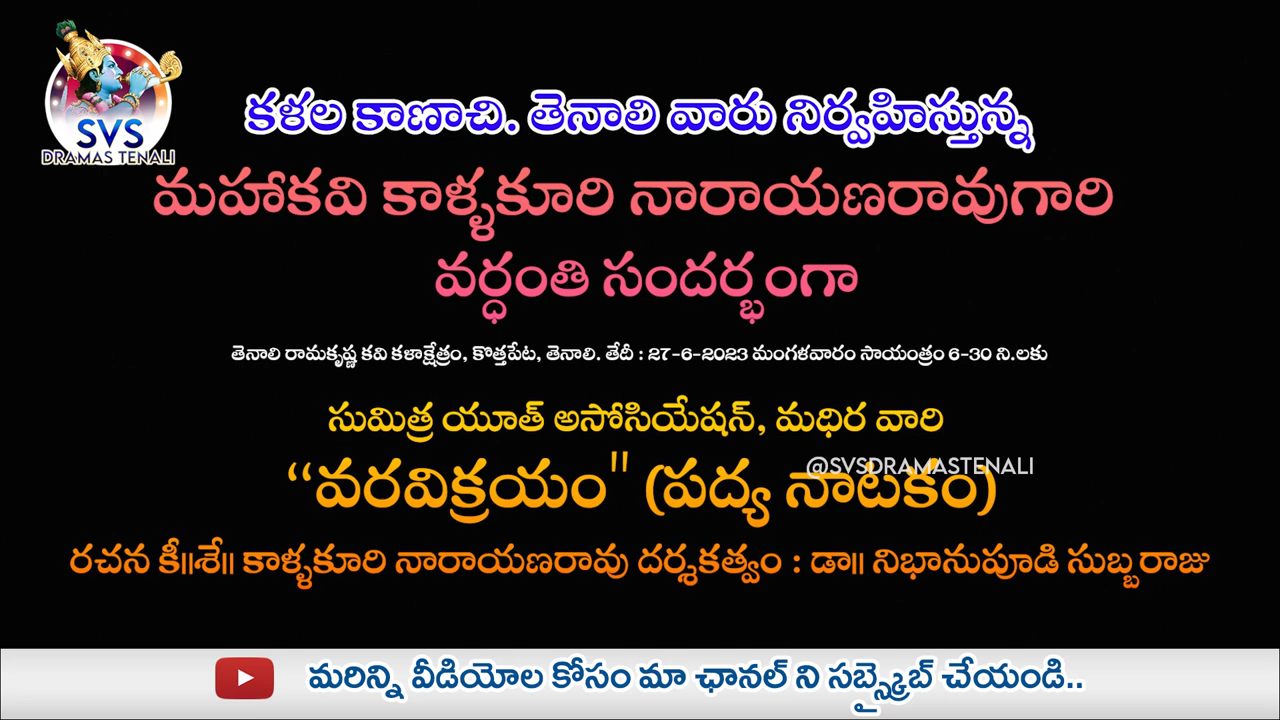 SVS
DRAMAS TENALI
కళల కాణాచి. తెనాలి వారు నిర్వహిస్తున్న
మహాకవి కాళ్ళకూరి నారాయణరావుగారి
వర్ధంతి సందర్భంగా
తెనాలి రామకృష్ణ కవి కళాక్షేత్రం, కొత్తపేట, తెనాలి. తేదీ : 27-6-2023 మంగళవారం సాయంత్రం 6-30 ని.లకు
సుమిత్ర యూత్ అసోసియేషన్, మధిర వారి
@SVSDRAMASTENALI
“వరవిక్రయం" (పద్య నాటకం)
రచన కీ॥శే॥ కాళ్ళకూరి నారాయణరావు దర్శకత్వం : డా॥ నిభానుపూడి సుబ్బరాజు
మరిన్ని వీడియోల కోసం మా ఛానల్ ని సబ్స్క్రైబ్ చేయండి..